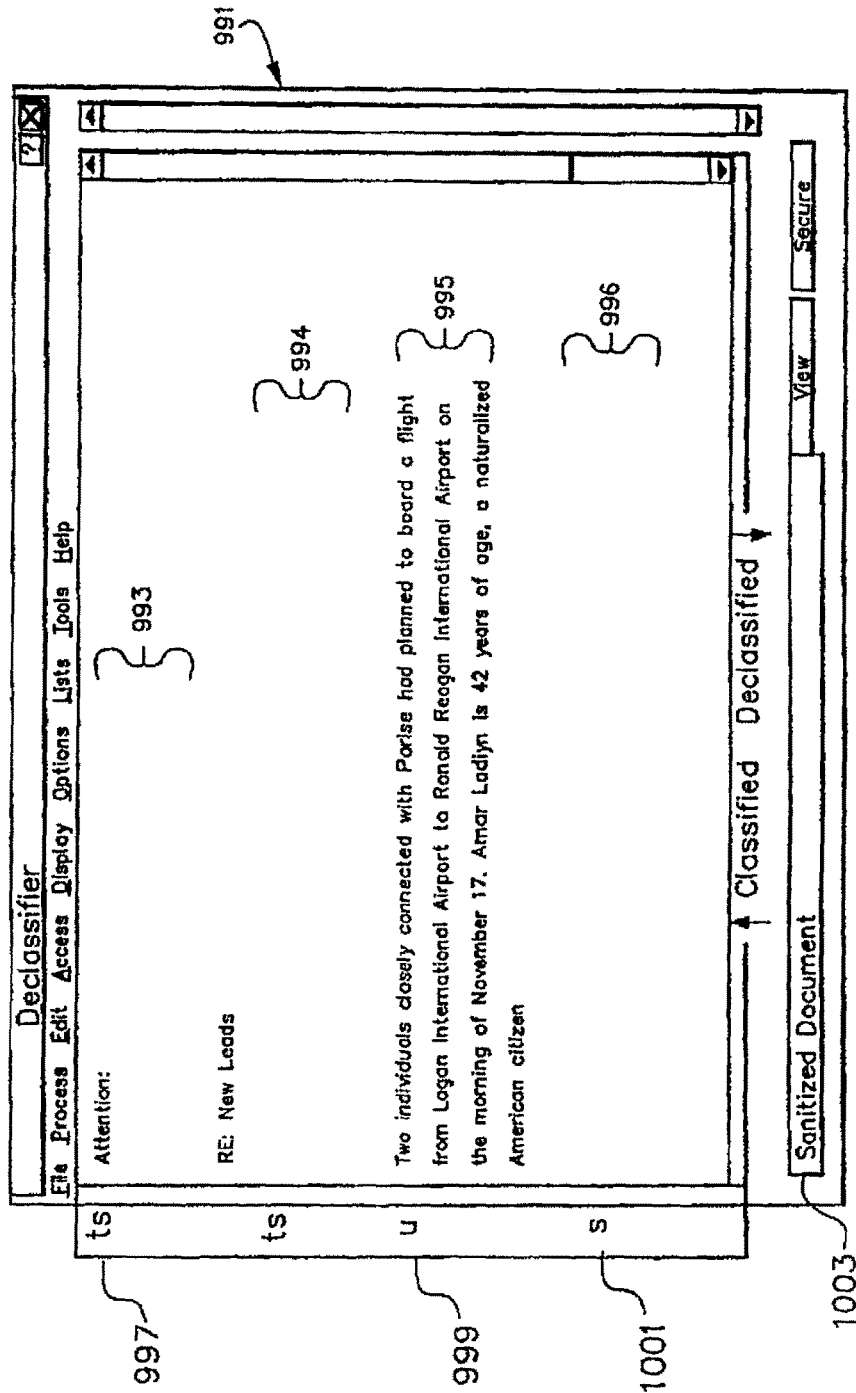 Declassifier
? X
File Process Edit Access Display Options Lists Tools Help
991
997
ts
Attention:
993
RE: New Leads
ts
994
999
u
Two individuals closely connected with Parise had planned to board a flight
from Logan International Airport to Ronald Reagan International Airport on
the morning of November 17. Amar Ladiyn is 42 years of age, a naturalized
American citizen
995
1001
s
996
Classified Declassified
1003
Sanitized Document
View
Secure